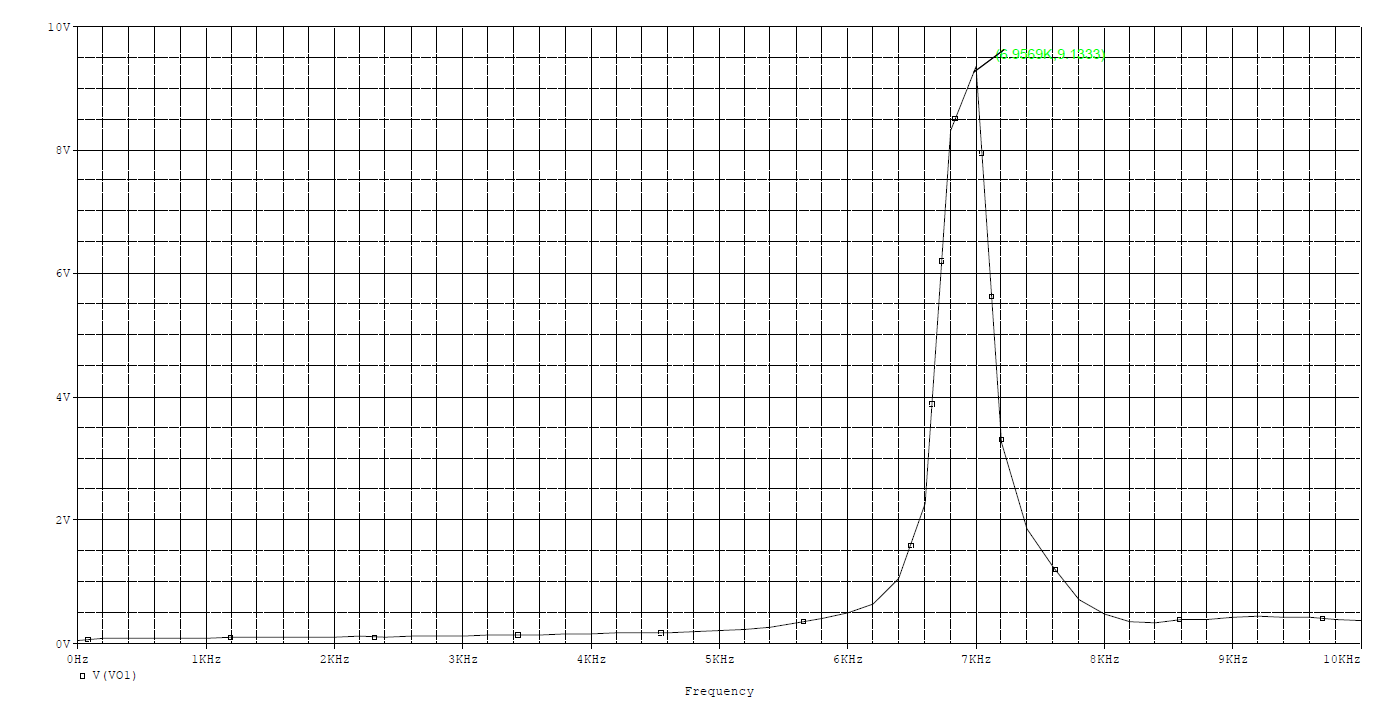 10V
(6.9569K,9.1333)
8V
6V
4V
2V
0V
0Hz 1KHz 2KHz 3KHz 4KHz 5KHz 6KHz 7KHz 8KHz 9KHz 10KHz
V(VO1)
Frequency